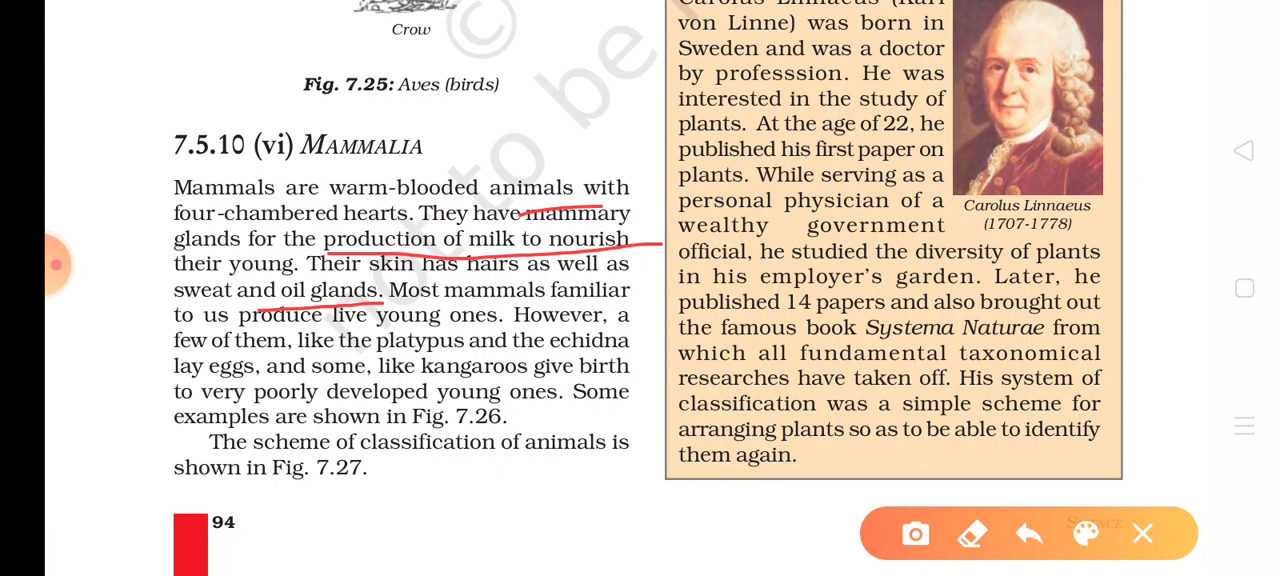 Crow
Fig. 7.25: Aves (birds)
7.5.10 (vi) MAMMALIA
Mammals are warm-blooded animals with
four-chambered hearts. They have mammary
glands for the production of milk to nourish
their young. Their skin has hairs as well as
sweat and oil glands. Most mammals familiar
to us produce live young ones. However, a
few of them, like the platypus and the echidna
lay eggs, and some, like kangaroos give birth
to very poorly developed young ones. Some
examples are shown in Fig. 7.26.
The scheme of classification of animals is
shown in Fig. 7.27.
94
Carolus Linnaeus (Karl
von Linne) was born in
Sweden and was a doctor
by professsion. He was
interested in the study of
plants. At the age of 22, he
published his first paper on
plants. While serving as a
personal physician of a
wealthy government
official, he studied the diversity of plants
in his employer's garden. Later, he
published 14 papers and also brought out
the famous book Systema Naturae from
which all fundamental taxonomical
researches have taken off. His system of
classification was a simple scheme for
arranging plants so as to be able to identify
them again.
Carolus Linnaeus
(1707-1778)
SCIENCE
© not to be